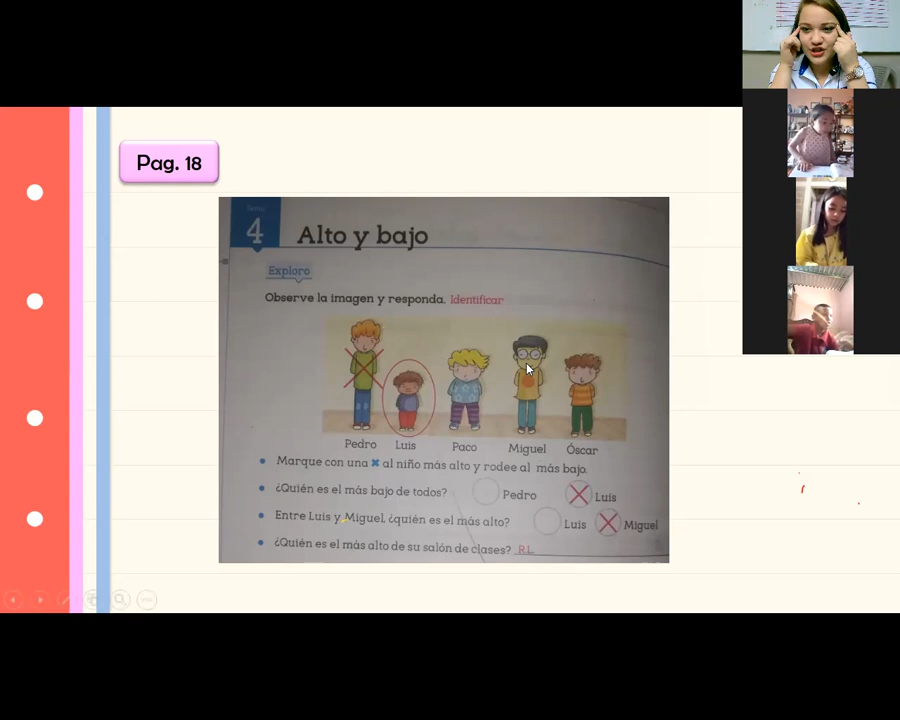 Pag. 18
Tema
4
Alto y bajo
Exploro
Observe la imagen y responda. Identificar
Pedro Luis Paco Miguel Óscar
Marque con una ✖ al niño más alto y rodee al más bajo.
¿Quién es el más bajo de todos? Pedro Luis
Entre Luis y Miguel, ¿quién es el más alto? Luis Miguel
¿Quién es el más alto de su salón de clases? R.L.